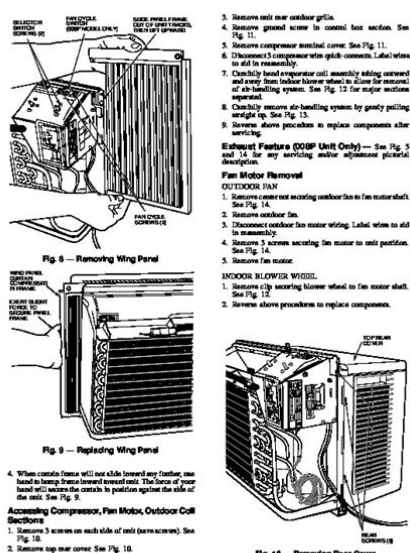 SELECTOR
SWITCH
SCREWS (2)
FAN CYCLE
SWITCH
(008P MODEL ONLY)
SLIDE PANEL FRAME
OUT OF UNIT TRACKS,
THEN LIFT UPWARD
FAN CYCLE
SCREWS (2)
Fig. 8 — Removing Wing Panel
WING PANEL
CURTAIN
COMPRESSED
IN FRAME
EXERT SLIGHT
FORCE TO
SECURE PANEL
FRAME
Fig. 9 — Replacing Wing Panel
4. When curtain frame will not slide inward any further, use
hand to bump frame inward toward unit. The force of your
hand will secure the curtain in position against the side of
the unit. See Fig. 9.
Accessing Compressor, Fan Motor, Outdoor Coil
Sections
1. Remove 3 screws on each side of unit (save screws). See
Fig. 10.
2. Remove top rear cover. See Fig. 10.
3. Remove unit rear outdoor grille.
4. Remove ground screw in control box section. See
Fig. 11.
5. Remove compressor terminal cover. See Fig. 11.
6. Disconnect 3 compressor wire quick-connects. Label wires
to aid in reassembly.
7. Carefully bend evaporator coil assembly tubing outward
and away from indoor blower wheel to allow for removal
of air-handling system. See Fig. 12 for major sections
separated.
8. Carefully remove air-handling system by gently pulling
straight up. See Fig. 13.
9. Reverse above procedures to replace components after
servicing.
Exhaust Feature (008P Unit Only) — See Fig. 5
and 14 for any servicing and/or adjustment pictorial
description.
Fan Motor Removal
OUTDOOR FAN
1. Remove center nut securing outdoor fan to fan motor shaft.
See Fig. 14.
2. Remove outdoor fan.
3. Disconnect outdoor fan motor wiring. Label wires to aid
in reassembly.
4. Remove 3 screws securing fan motor to unit partition.
See Fig. 14.
5. Remove fan motor.
INDOOR BLOWER WHEEL
1. Remove clip securing blower wheel to fan motor shaft.
See Fig. 12.
2. Reverse above procedures to replace components.
TOP REAR
COVER
REAR
SCREWS (6)
Fig. 10 — Removing Rear Cover